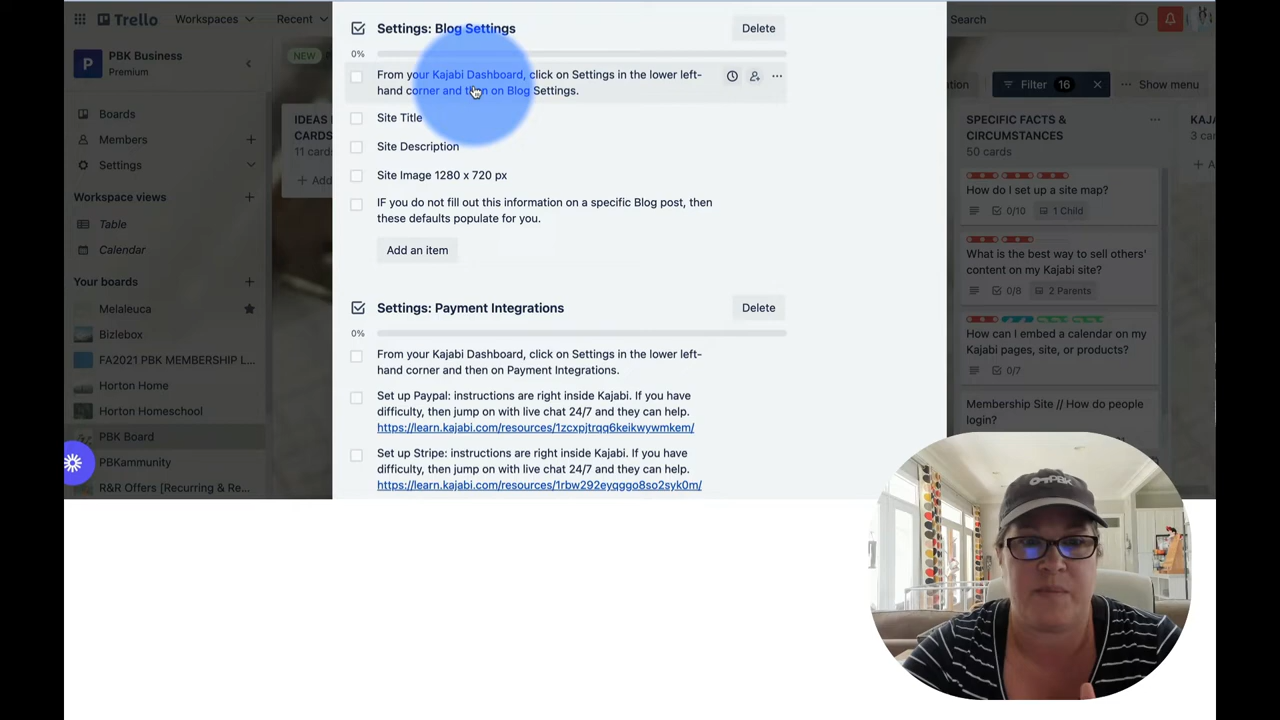 Trello
Workspaces
Recent
Search
PBK Business
Premium
P
Boards
Members
Settings
Workspace views
Table
Calendar
Your boards
Melaleuca
Bizlebox
FA2021 PBK MEMBERSHIP L...
Horton Home
Horton Homeschool
PBK Board
PBKammunity
R&R Offers [Recurring & Re...
NEW
IDEAS
CARDS
11 cards
Add
Settings: Blog Settings
Delete
0%
From your Kajabi Dashboard, click on Settings in the lower left-
hand corner and then on Blog Settings.
Site Title
Site Description
Site Image 1280 x 720 px
IF you do not fill out this information on a specific Blog post, then
these defaults populate for you.
Add an item
Settings: Payment Integrations
Delete
0%
From your Kajabi Dashboard, click on Settings in the lower left-
hand corner and then on Payment Integrations.
Set up Paypal: instructions are right inside Kajabi. If you have
difficulty, then jump on with live chat 24/7 and they can help.
https://learn.kajabi.com/resources/1zcxpjtrqq6keikwywmkem/
Set up Stripe: instructions are right inside Kajabi. If you have
difficulty, then jump on with live chat 24/7 and they can help.
https://learn.kajabi.com/resources/1rbw292eyqggo8so2syk0m/
Filter 16
Show menu
SPECIFIC FACTS &
CIRCUMSTANCES
50 cards
How do I set up a site map?
0/10
1 Child
What is the best way to sell others'
content on my Kajabi site?
0/8
2 Parents
How can I embed a calendar on my
Kajabi pages, site, or products?
0/7
Membership Site // How do people
login?
KAJA
3 c
PBK